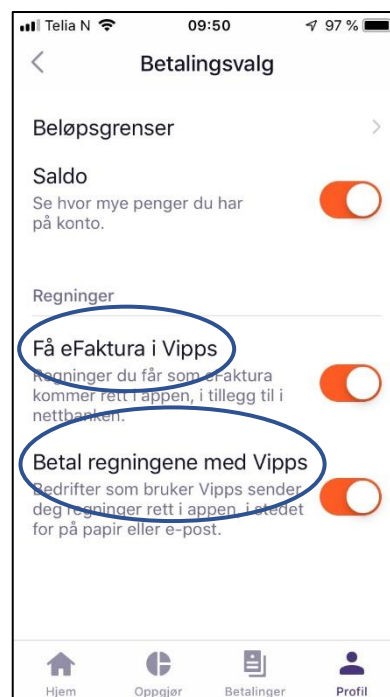 Telia N 09:50 97 %
Betalingsvalg
Beløpsgrenser
Saldo
Se hvor mye penger du har
på konto.
Regninger
Få eFaktura i Vipps
Regninger du får som eFaktura
kommer rett i appen, i tillegg til i
nettbanken.
Betal regningene med Vipps
Bedrifter som bruker Vipps sender
deg regninger rett i appen, i stedet
for på papir eller e-post.
Hjem Oppgjør Betalinger Profil